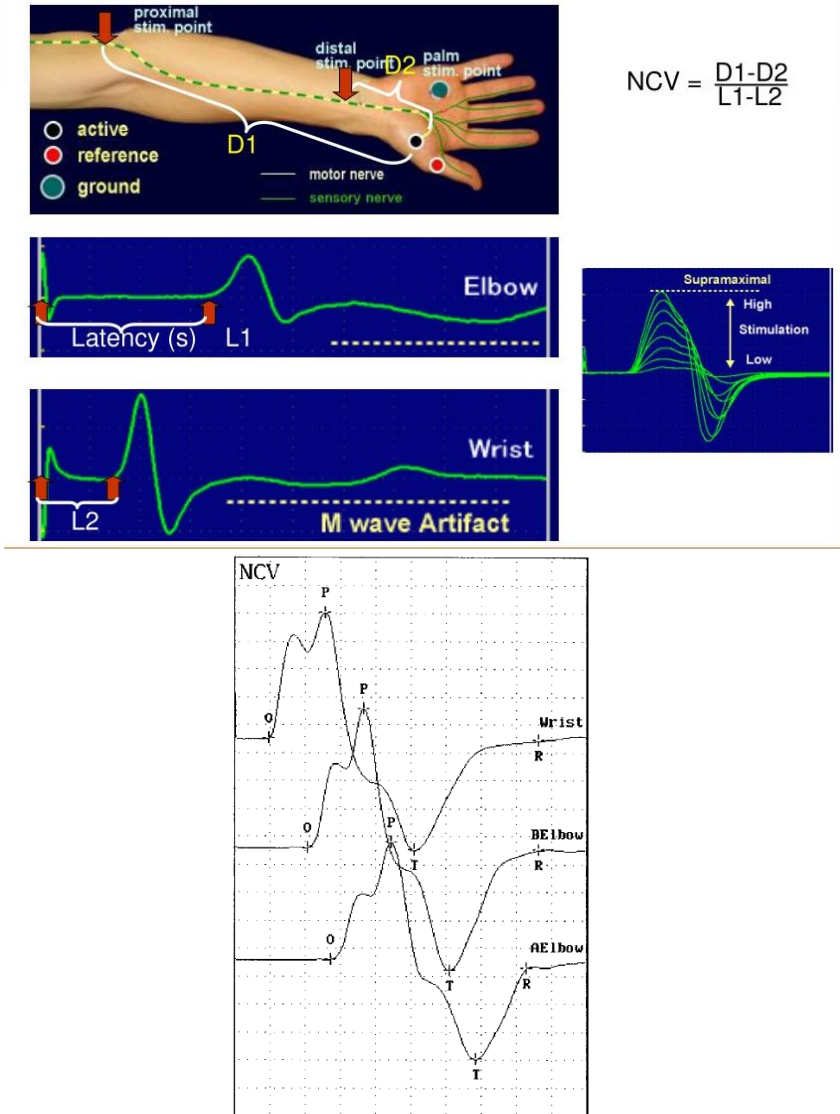 proximal
stim. point
distal
stim. point
palm
stim. point
D2
D1
active
reference
ground
motor nerve
sensory nerve
NCV = D1-D2
L1-L2
Elbow
Latency (s) L1
Supramaximal
High
Stimulation
Low
Wrist
L2
M wave Artifact
NCV
P
O
P
Wrist
R
O
P
T
BElbow
R
O
AElbow
T
R
T